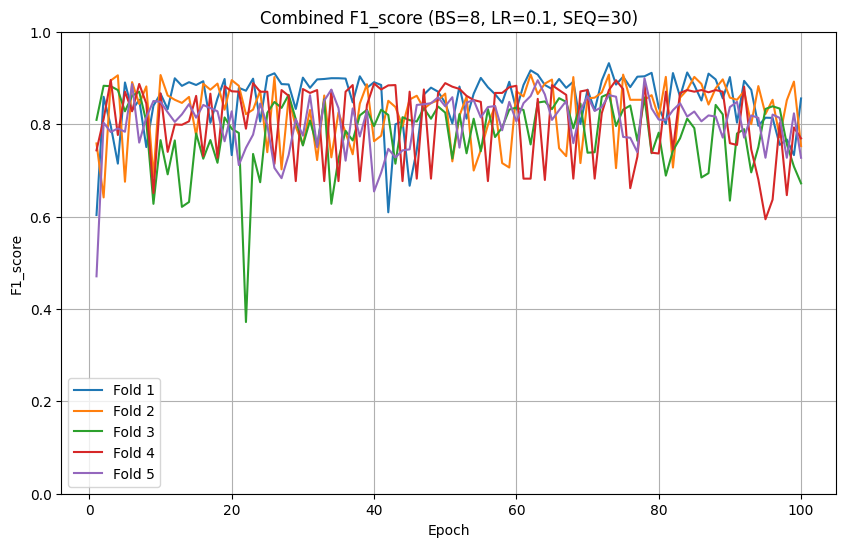 Combined F1_score (BS=8, LR=0.1, SEQ=30)
F1_score
1.0
0.8
0.6
0.4
0.2
0.0
Fold 1
Fold 2
Fold 3
Fold 4
Fold 5
0 20 40 60 80 100
Epoch